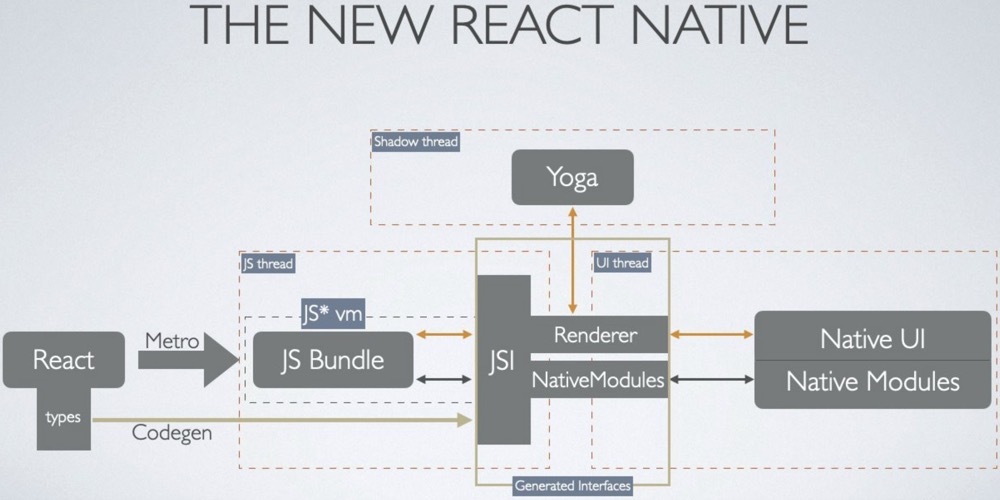 THE NEW REACT NATIVE
Shadow thread
Yoga
JS thread
UI thread
JS* vm
React
Metro
JS Bundle
JSI
Renderer
NativeModules
Native UI
Native Modules
types
Codegen
Generated Interfaces